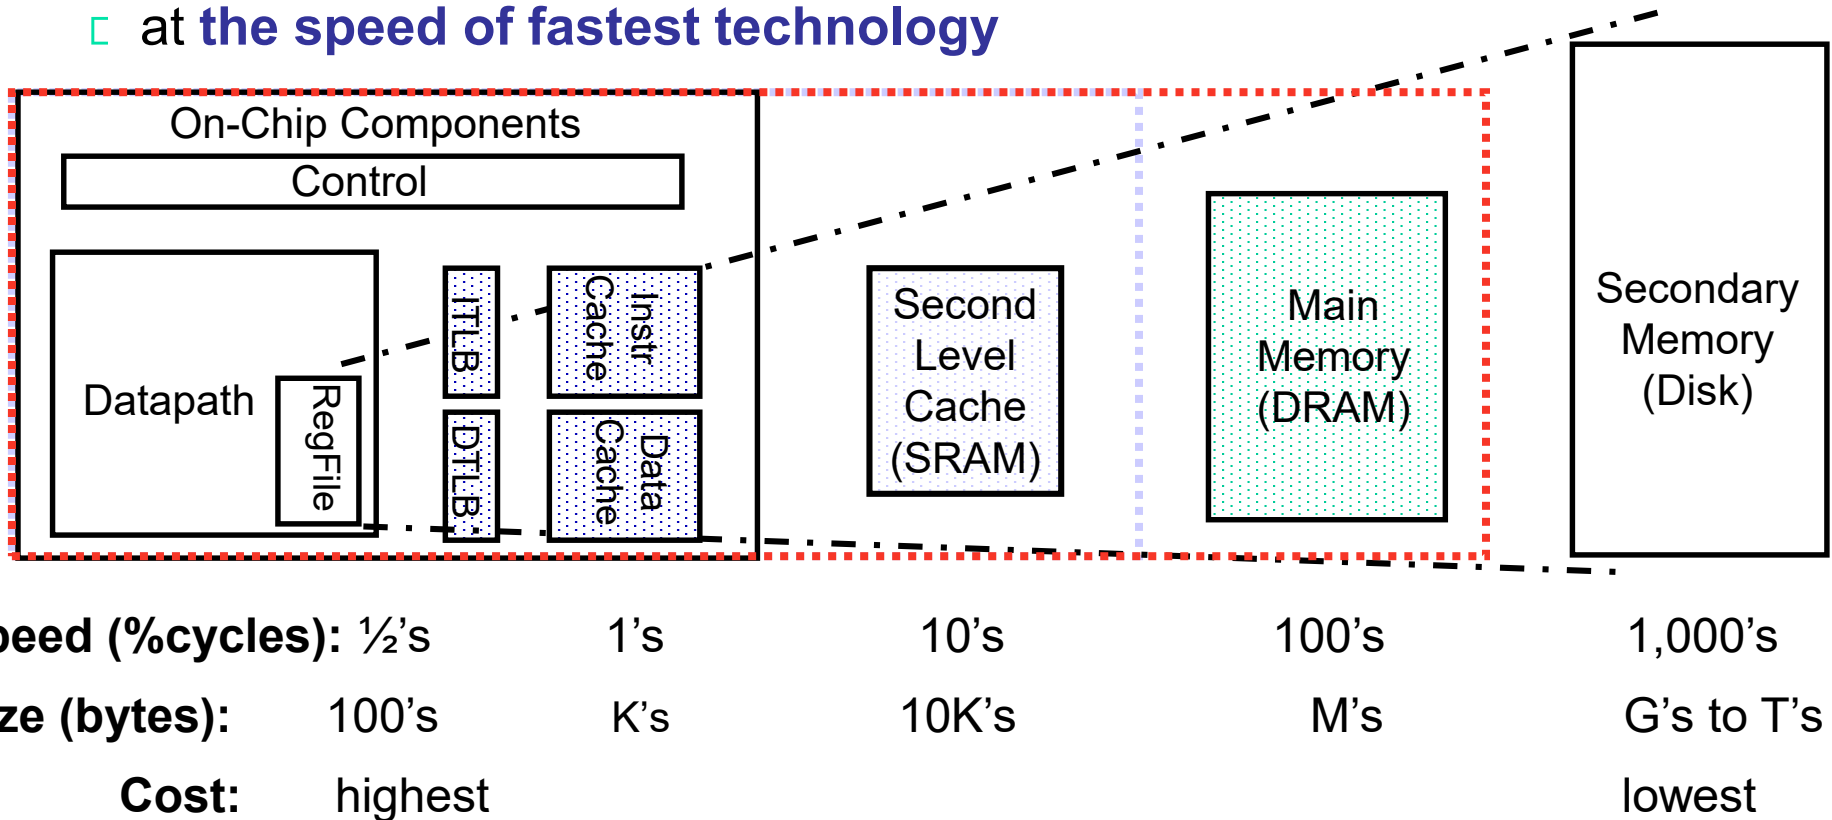 at the speed of fastest technology
On-Chip Components
Control
Datapath
RegFile
ITLB
DTLB
Instr
Cache
Data
Cache
Second
Level
Cache
(SRAM)
Main
Memory
(DRAM)
Secondary
Memory
(Disk)
peed (%cycles): ½’s 1’s 10’s 100’s 1,000’s
ze (bytes): 100’s K’s 10K’s M’s G’s to T’s
Cost: highest lowest